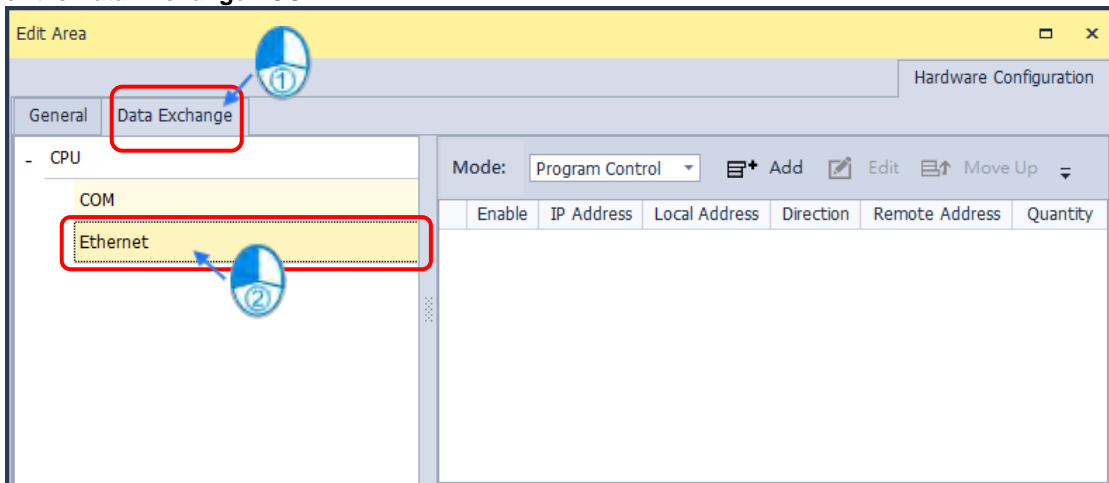 Edit Area
①
Hardware Configuration
General Data Exchange
- CPU
COM
Ethernet
②
Mode: Program Control Add Edit Move Up
Enable IP Address Local Address Direction Remote Address Quantity